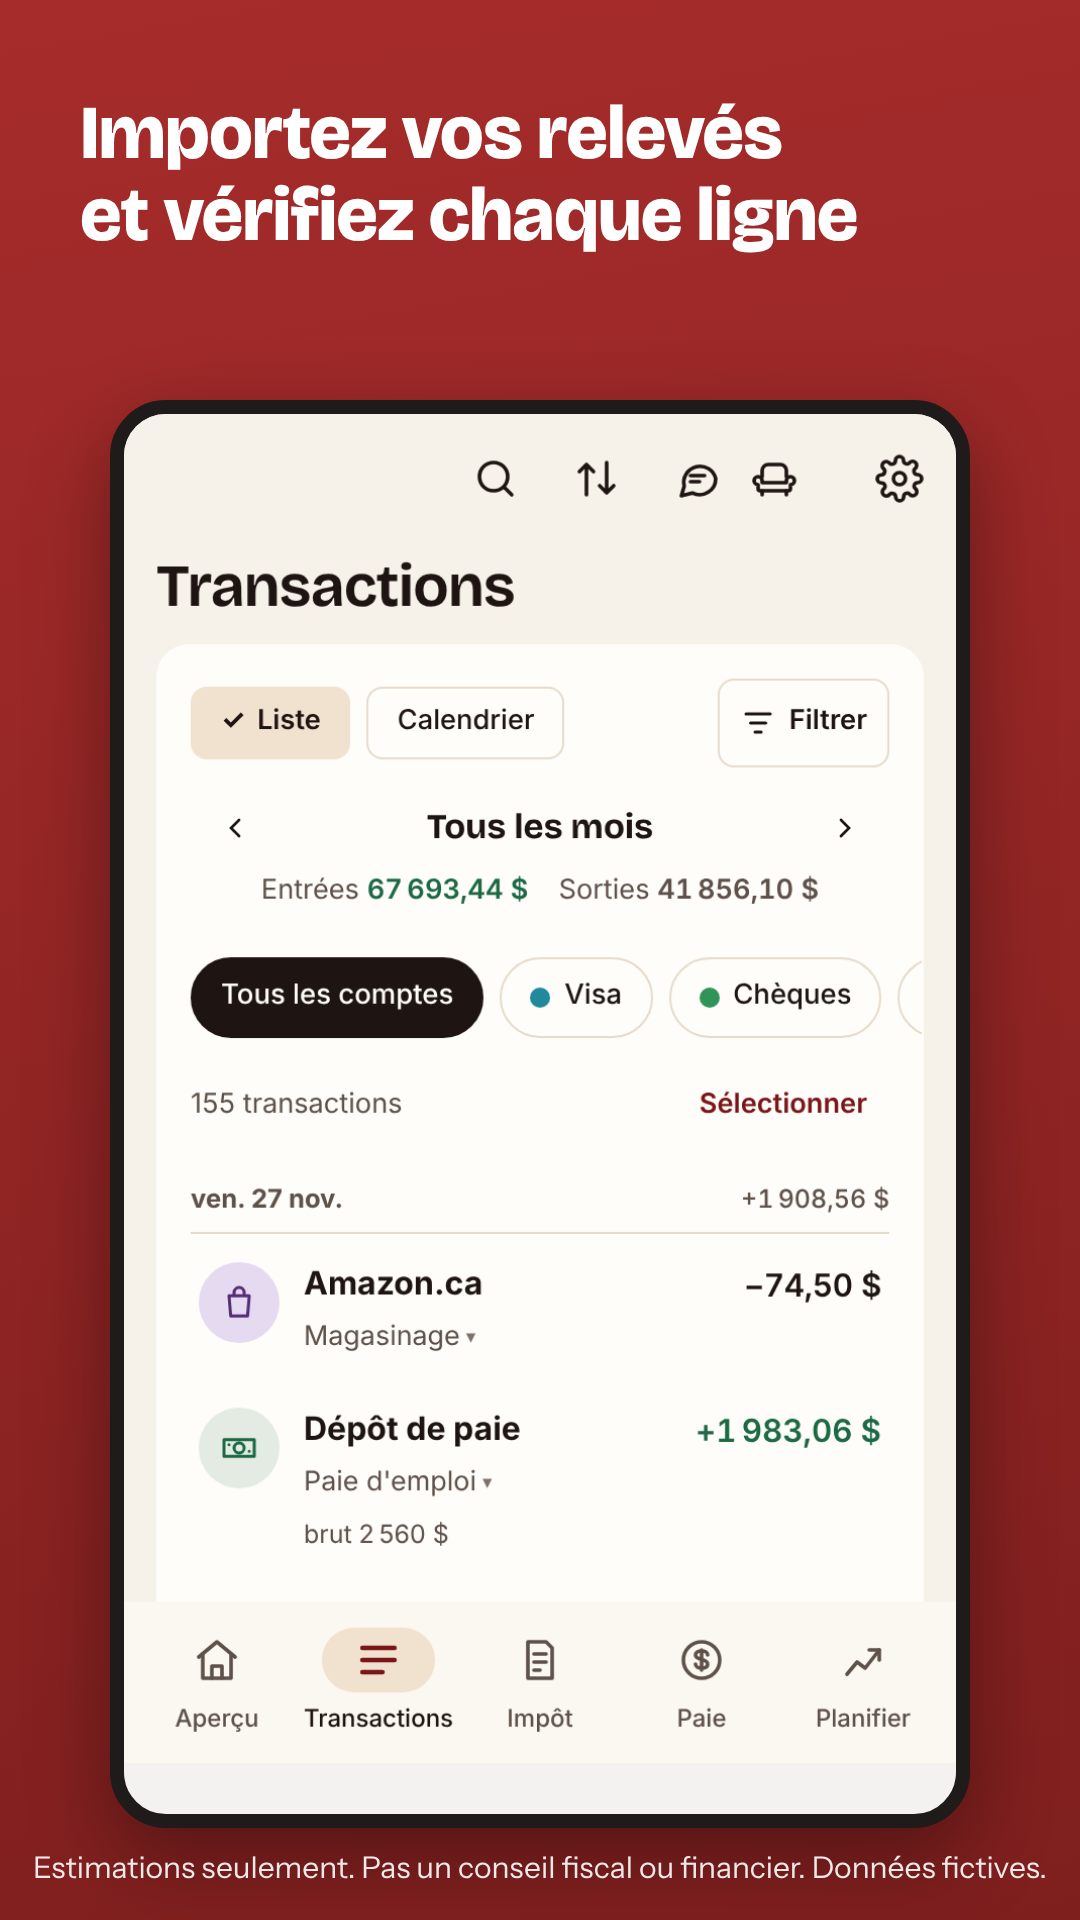 Importez vos relevés
et vérifiez chaque ligne
Transactions
Liste
Calendrier
Filtrer
Tous les mois
Entrées 67 693,44 $ Sorties 41 856,10 $
Tous les comptes
Visa
Chèques
155 transactions
Sélectionner
ven. 27 nov.
+1 908,56 $
Amazon.ca
−74,50 $
Magasinage
Dépôt de paie
+1 983,06 $
Paie d'emploi
brut 2 560 $
Aperçu
Transactions
Impôt
Paie
Planifier
Estimations seulement. Pas un conseil fiscal ou financier. Données fictives.